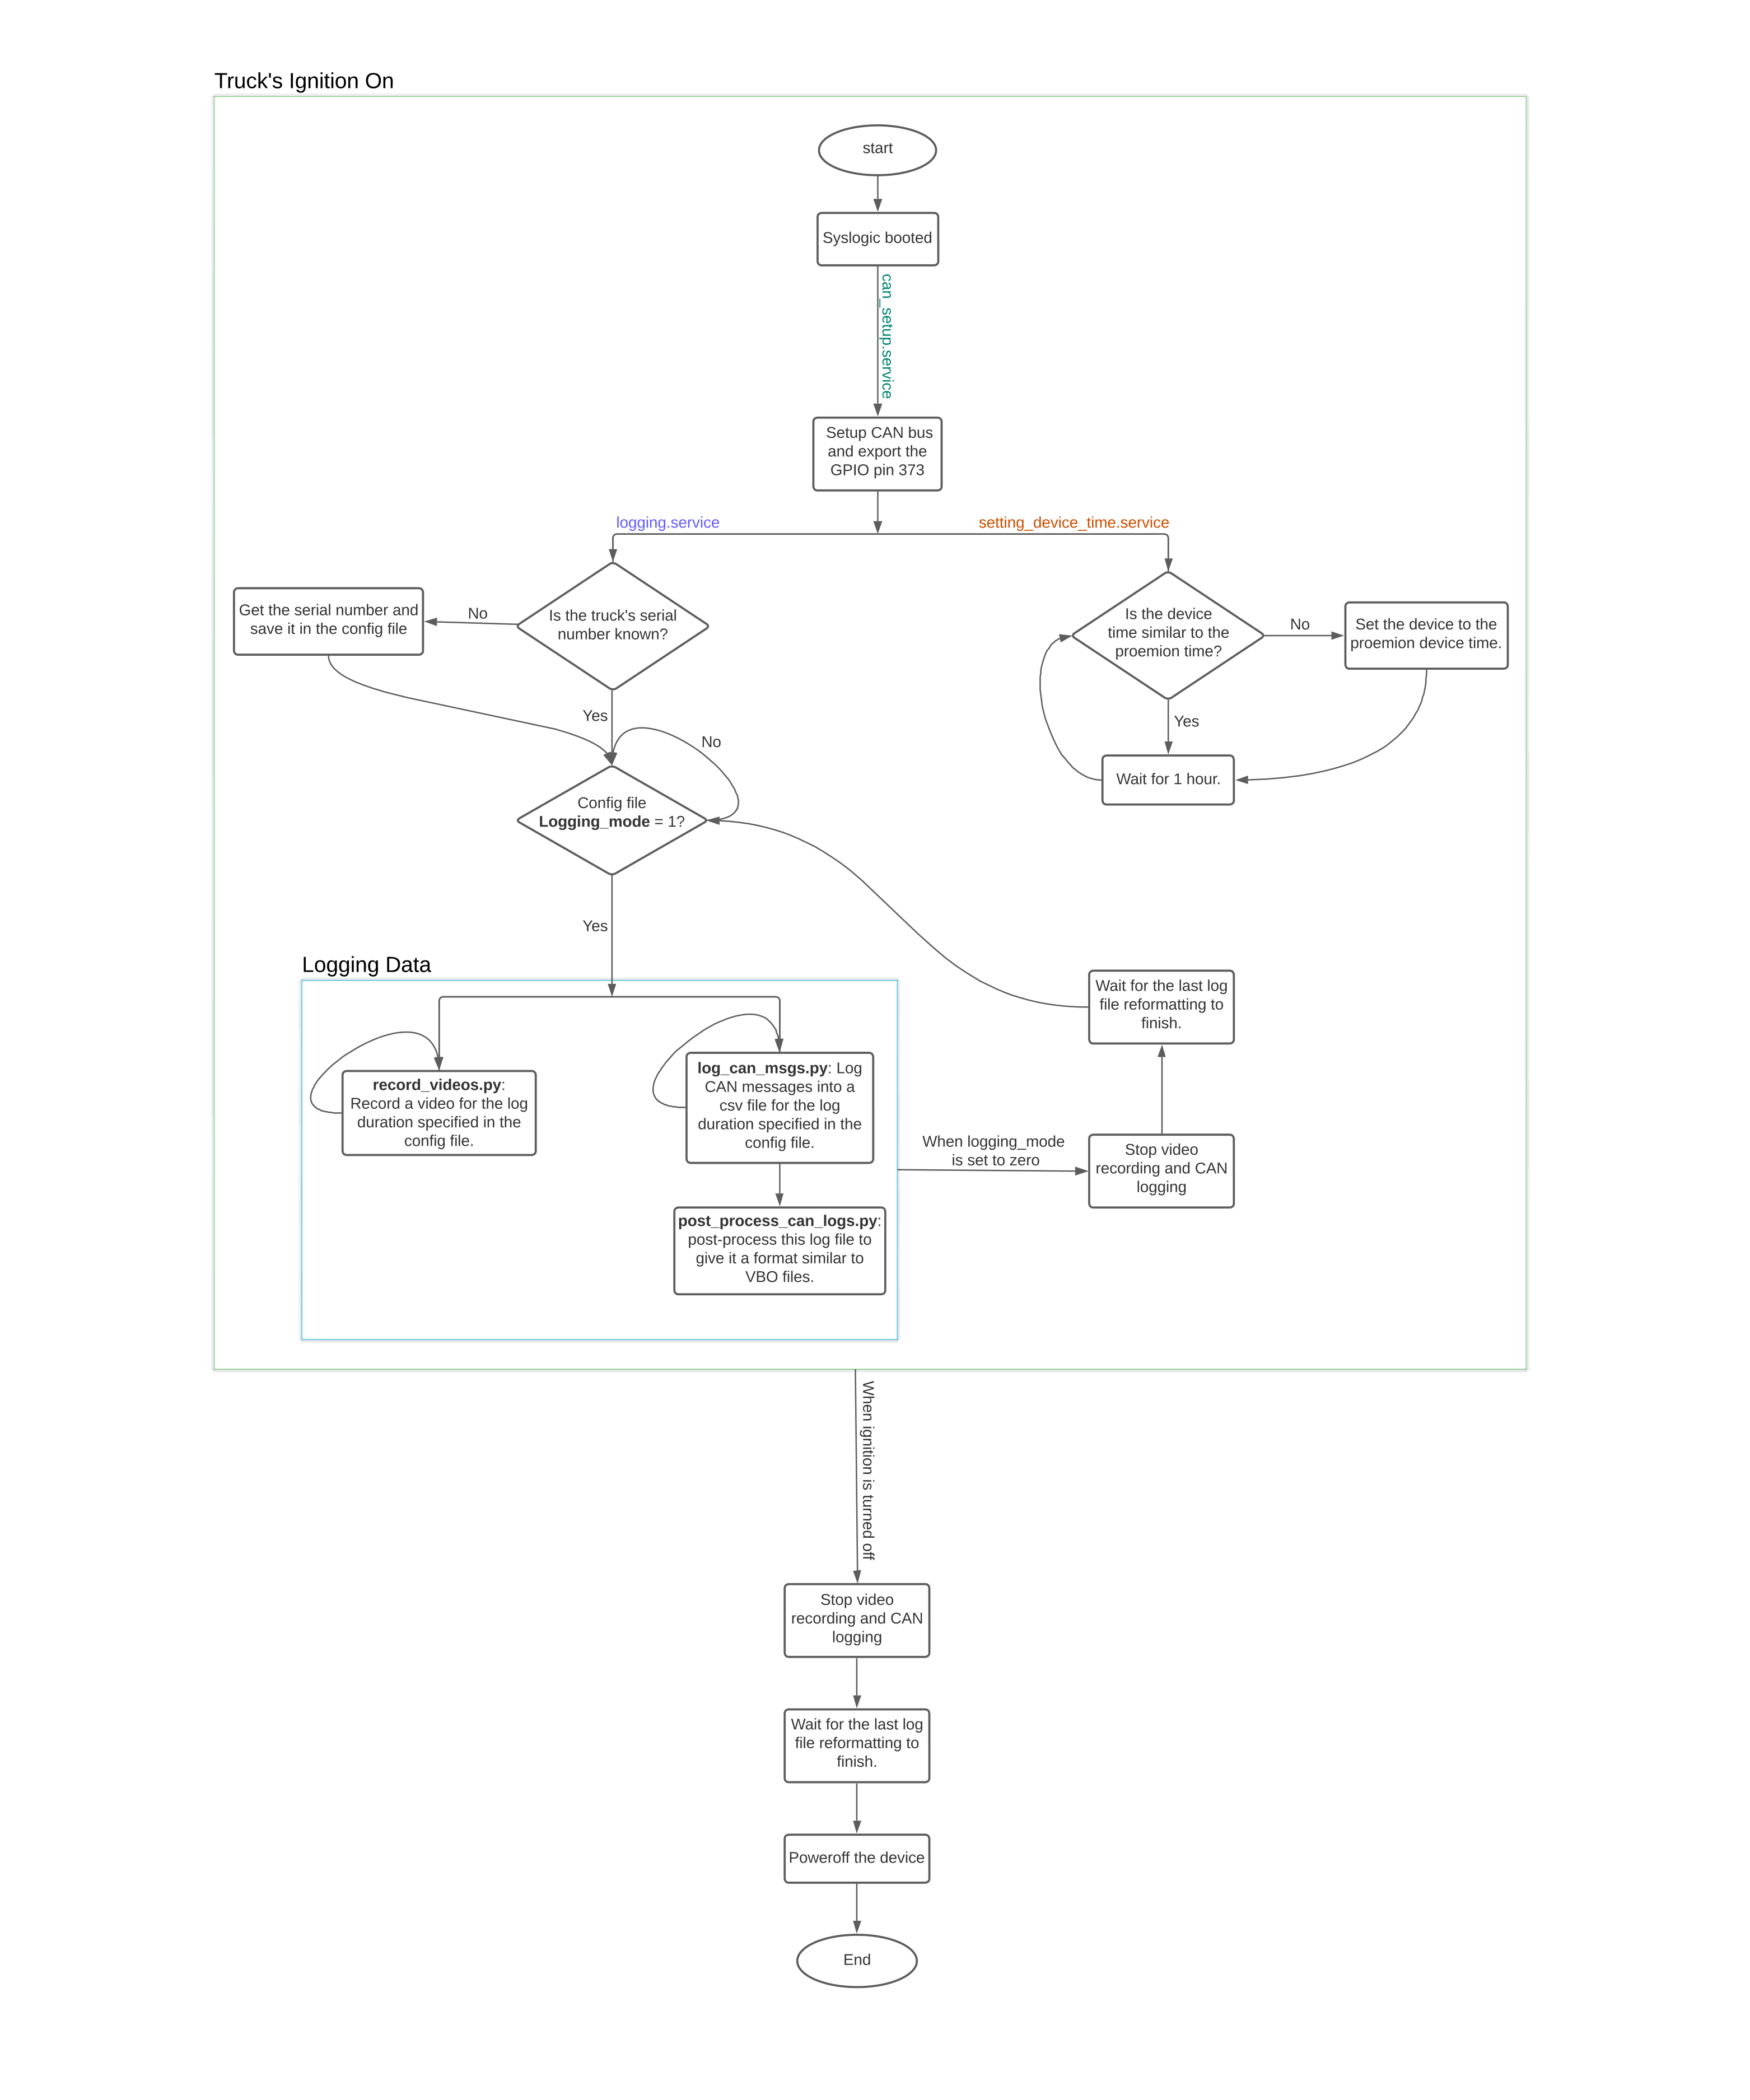 Truck's Ignition On
start
Syslogic booted
can_setup.service
Setup CAN bus
and export the
GPIO pin 373
logging.service
setting_device_time.service
Get the serial number and
save it in the config file
No
Is the truck's serial
number known?
Is the device
time similar to the
proemion time?
No
Set the device to the
proemion device time.
Yes
Yes
No
Wait for 1 hour.
Config file
Logging_mode = 1?
Yes
Logging Data
Wait for the last log
file reformatting to
finish.
record_videos.py:
Record a video for the log
duration specified in the
config file.
log_can_msgs.py: Log
CAN messages into a
csv file for the log
duration specified in the
config file.
When logging_mode
is set to zero
Stop video
recording and CAN
logging
post_process_can_logs.py:
post-process this log file to
give it a format similar to
VBO files.
When ignition is turned off
Stop video
recording and CAN
logging
Wait for the last log
file reformatting to
finish.
Poweroff the device
End